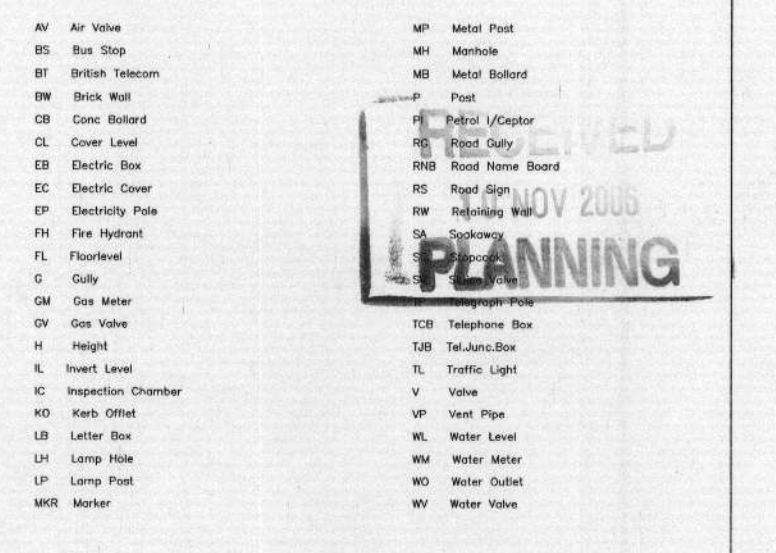 AV Air Valve
BS Bus Stop
BT British Telecom
BW Brick Wall
CB Conc Bollard
CL Cover Level
EB Electric Box
EC Electric Cover
EP Electricity Pole
FH Fire Hydrant
FL Floorlevel
G Gully
GM Gas Meter
GV Gas Valve
H Height
IL Invert Level
IC Inspection Chamber
KO Kerb Offlet
LB Letter Box
LH Lamp Hole
LP Lamp Post
MKR Marker
MP Metal Post
MH Manhole
MB Metal Bollard
P Post
PI Petrol I/Ceptor
RG Road Gully
RNB Road Name Board
RS Road Sign
RW Retaining Wall
SA Soakaway
Stopcock
Valve
Telegraph Pole
TCB Telephone Box
TJB Tel.Junc.Box
TL Traffic Light
V Valve
VP Vent Pipe
WL Water Level
WM Water Meter
WO Water Outlet
WV Water Valve
RECEIVED
10 NOV 2006
PLANNING